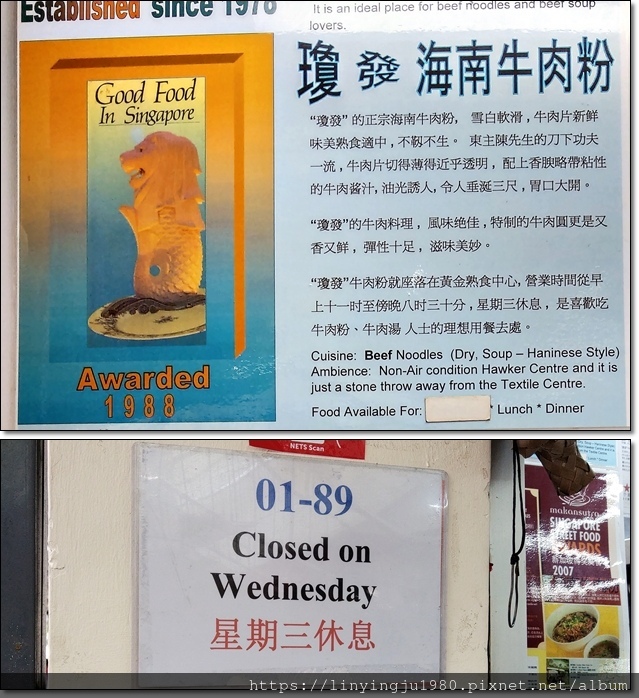 Established since 1978
It is an ideal place for beef noodles and beef soup
lovers.
Good Food
In Singapore
Awarded
1988
瓊發 海南牛肉粉
“瓊發” 的正宗海南牛肉粉， 雪白軟滑，牛肉片新鮮
味美熟食適中，不韌不生。 東主陳先生的刀下功夫
一流，牛肉片切得薄得近乎透明，配上香腴略帶粘性
的牛肉醬汁，油光誘人，令人垂涎三尺，胃口大開。
“瓊發”的牛肉料理，風味绝佳，特制的牛肉圓更是又
香又鮮，彈性十足，滋味美妙。
“瓊發”牛肉粉就座落在黃金熟食中心，營業時間從早
上十一时至傍晚八时三十分，星期三休息，是喜歡吃
牛肉粉、牛肉湯 人士的理想用餐去處。
Cuisine: Beef Noodles (Dry, Soup – Haninese Style)
Ambience: Non-Air condition Hawker Centre and it is
just a stone throw away from the Textile Centre.
Food Available For: * Lunch * Dinner
NETS Scan
01-89
Closed on
Wednesday
星期三休息
makansutra
SINGAPORE
STREET FOOD
AWARDS
2007
https://linyingju1980.pixnet.net/album